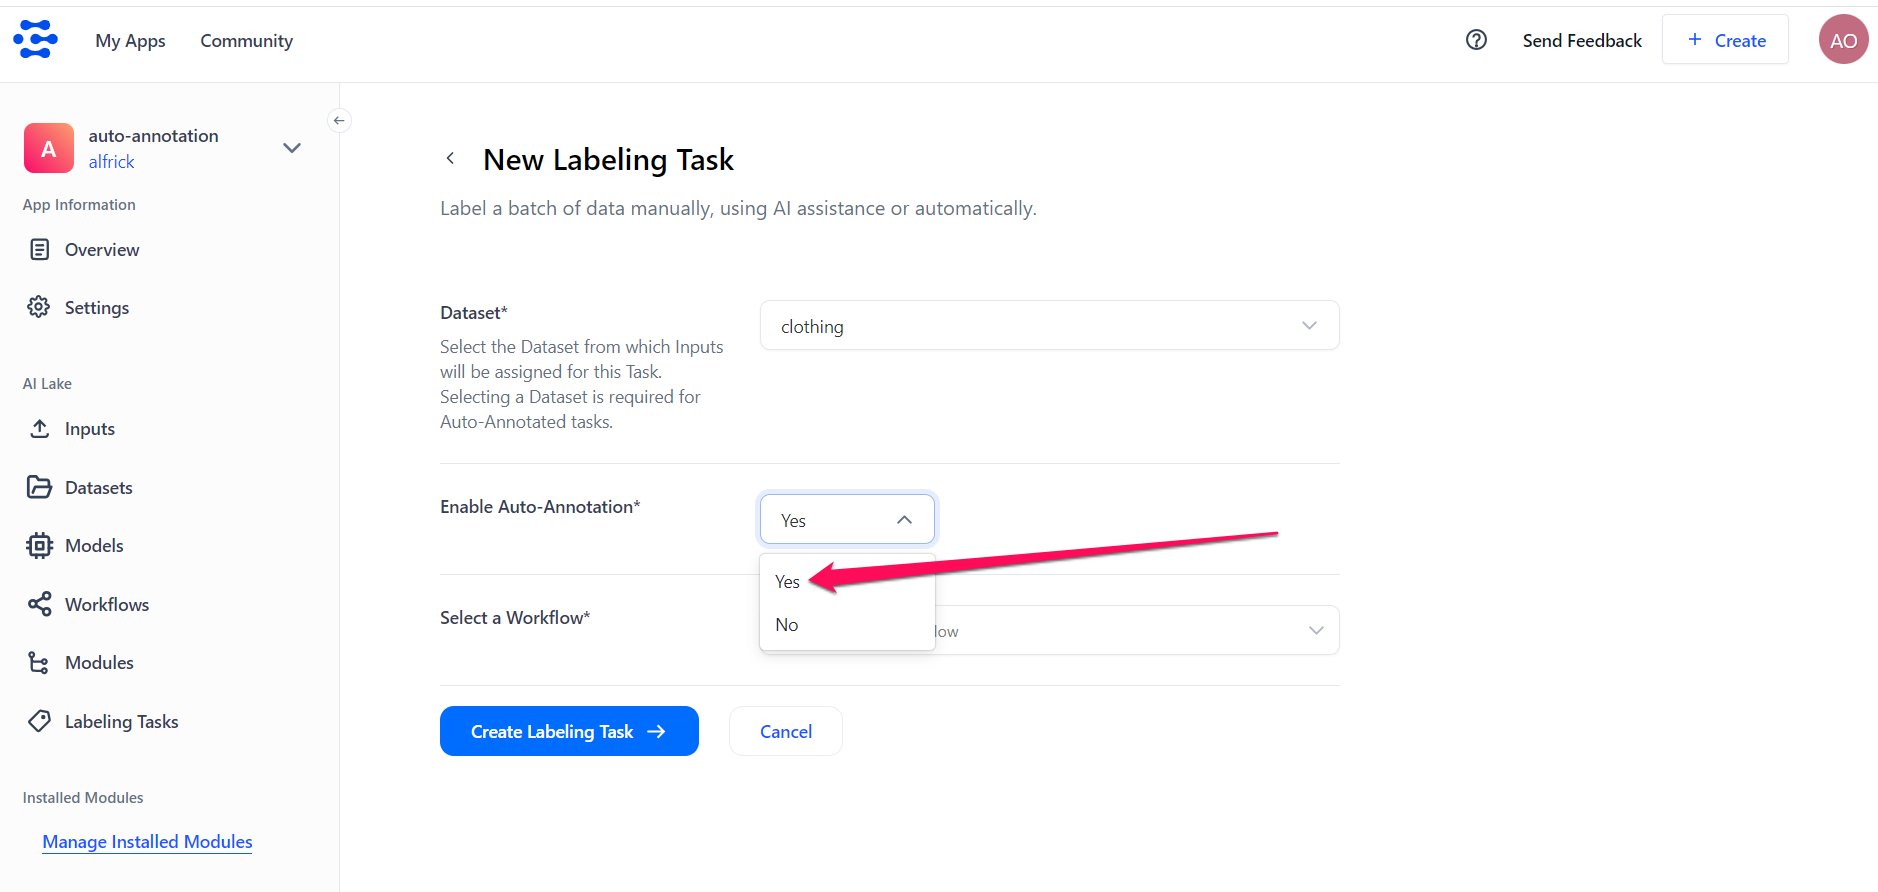 My Apps
Community
Send Feedback
+ Create
AO
A
auto-annotation
alfrick
App Information
Overview
Settings
AI Lake
Inputs
Datasets
Models
Workflows
Modules
Labeling Tasks
Installed Modules
Manage Installed Modules
New Labeling Task
Label a batch of data manually, using AI assistance or automatically.
Dataset*
Select the Dataset from which Inputs
will be assigned for this Task.
Selecting a Dataset is required for
Auto-Annotated tasks.
clothing
Enable Auto-Annotation*
Yes
Yes
No
Select a Workflow*
Create Labeling Task
Cancel